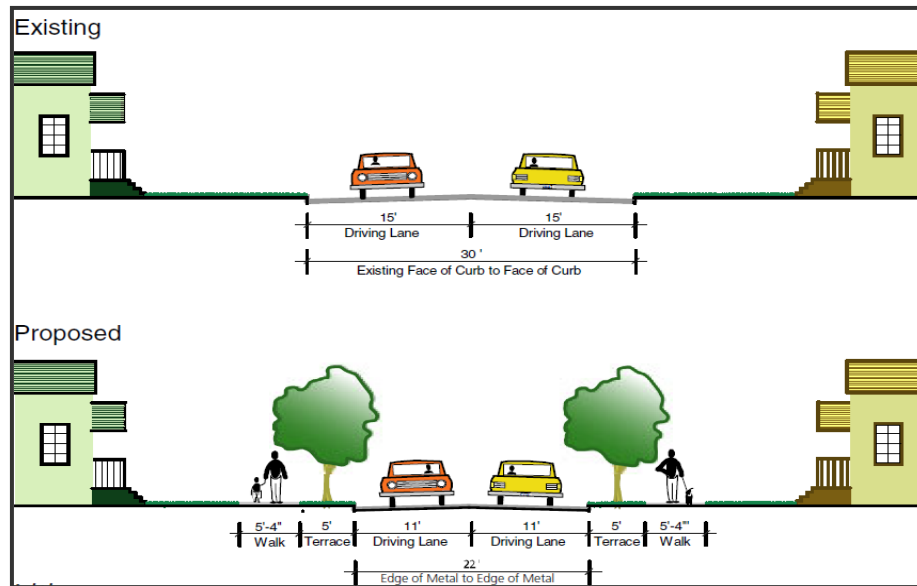 Existing
15' 15'
Driving Lane Driving Lane
30 '
Existing Face of Curb to Face of Curb
Proposed
5'-4" 5' 11' 11' 5' 5'-4"'
Walk Terrace Driving Lane Driving Lane Terrace Walk
22'
Edge of Metal to Edge of Metal